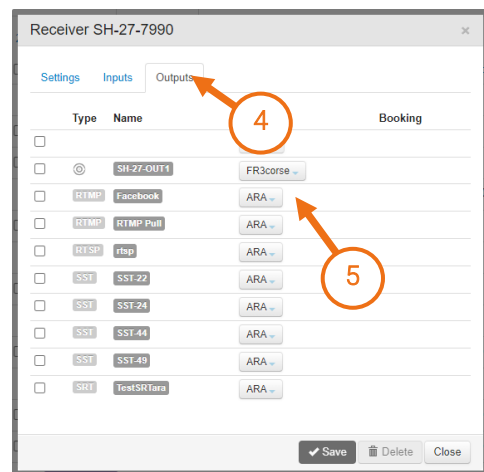 Receiver SH-27-7990 ×
Settings Inputs Outputs
4
Type Name Booking
SH-27-OUT1 FR3corse
RTMP Facebook ARA
RTMP RTMP Pull ARA
RTSP rtsp ARA
5
SST SST-22 ARA
SST SST-24 ARA
SST SST-44 ARA
SST SST-49 ARA
SRT TestSRTara ARA
Save Delete Close